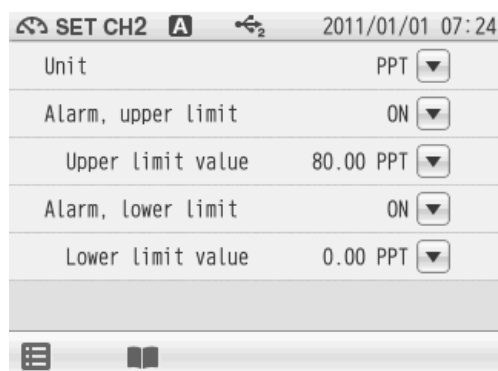 SET CH2 A 2 2011/01/01 07:24
Unit PPT
Alarm, upper limit ON
Upper limit value 80.00 PPT
Alarm, lower limit ON
Lower limit value 0.00 PPT